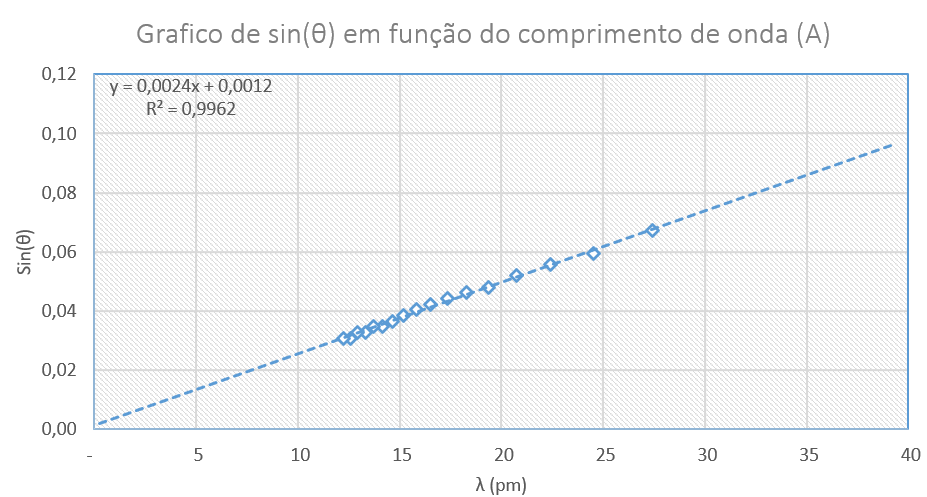 Grafico de sin(θ) em função do comprimento de onda (A)
y = 0,0024x + 0,0012
R² = 0,9962
0,12
0,10
0,08
0,06
0,04
0,02
0,00
Sin(θ)
- 5 10 15 20 25 30 35 40
λ (pm)